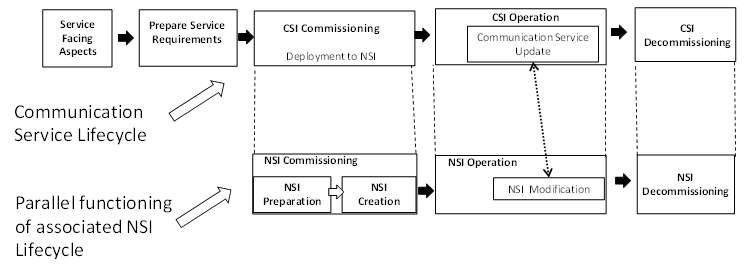 Service
Facing
Aspects
Prepare Service
Requirements
CSI Commissioning
Deployment to NSI
CSI Operation
Communication Service
Update
CSI
Decommissioning
Communication
Service Lifecycle
NSI Commissioning
NSI
Preparation
NSI
Creation
NSI Operation
NSI Modification
NSI
Decommissioning
Parallel functioning
of associated NSI
Lifecycle